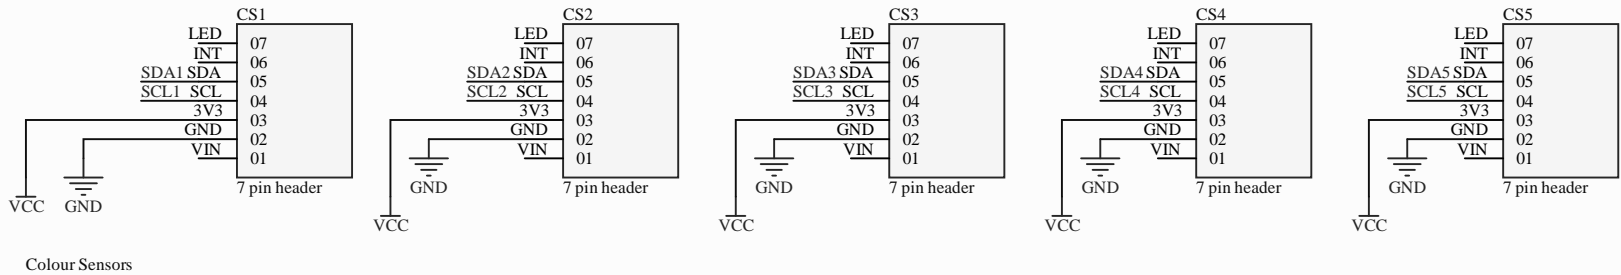 CS1
LED 07
INT 06
SDA1 SDA 05
SCL1 SCL 04
3V3 03
GND 02
VIN 01
7 pin header
VCC
GND
CS2
LED 07
INT 06
SDA2 SDA 05
SCL2 SCL 04
3V3 03
GND 02
VIN 01
7 pin header
GND
VCC
CS3
LED 07
INT 06
SDA3 SDA 05
SCL3 SCL 04
3V3 03
GND 02
VIN 01
7 pin header
GND
VCC
CS4
LED 07
INT 06
SDA4 SDA 05
SCL4 SCL 04
3V3 03
GND 02
VIN 01
7 pin header
GND
VCC
CS5
LED 07
INT 06
SDA5 SDA 05
SCL5 SCL 04
3V3 03
GND 02
VIN 01
7 pin header
GND
VCC
Colour Sensors